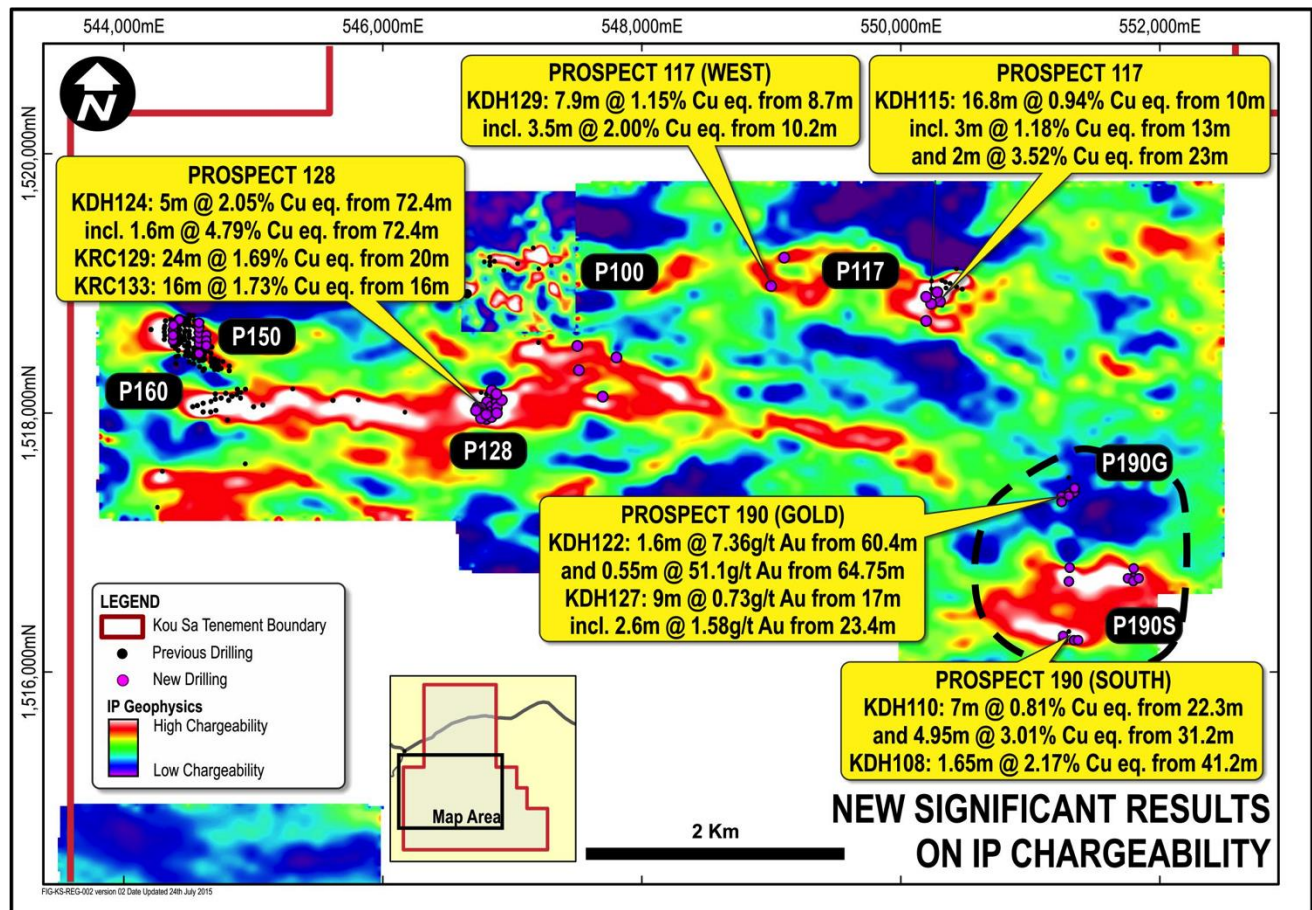 544,000mE
546,000mE
548,000mE
550,000mE
552,000mE
N
1,520,000mN
1,518,000mN
1,516,000mN
PROSPECT 117 (WEST)
KDH129: 7.9m @ 1.15% Cu eq. from 8.7m
incl. 3.5m @ 2.00% Cu eq. from 10.2m
PROSPECT 117
KDH115: 16.8m @ 0.94% Cu eq. from 10m
incl. 3m @ 1.18% Cu eq. from 13m
and 2m @ 3.52% Cu eq. from 23m
PROSPECT 128
KDH124: 5m @ 2.05% Cu eq. from 72.4m
incl. 1.6m @ 4.79% Cu eq. from 72.4m
KRC129: 24m @ 1.69% Cu eq. from 20m
KRC133: 16m @ 1.73% Cu eq. from 16m
P100
P117
P150
P160
P128
P190G
PROSPECT 190 (GOLD)
KDH122: 1.6m @ 7.36g/t Au from 60.4m
and 0.55m @ 51.1g/t Au from 64.75m
KDH127: 9m @ 0.73g/t Au from 17m
incl. 2.6m @ 1.58g/t Au from 23.4m
P190S
PROSPECT 190 (SOUTH)
KDH110: 7m @ 0.81% Cu eq. from 22.3m
and 4.95m @ 3.01% Cu eq. from 31.2m
KDH108: 1.65m @ 2.17% Cu eq. from 41.2m
LEGEND
Kou Sa Tenement Boundary
Previous Drilling
New Drilling
IP Geophysics
High Chargeability
Low Chargeability
Map Area
2 Km
NEW SIGNIFICANT RESULTS
ON IP CHARGEABILITY
FIG-KS-REG-002 version 02 Date Updated 24th July 2015